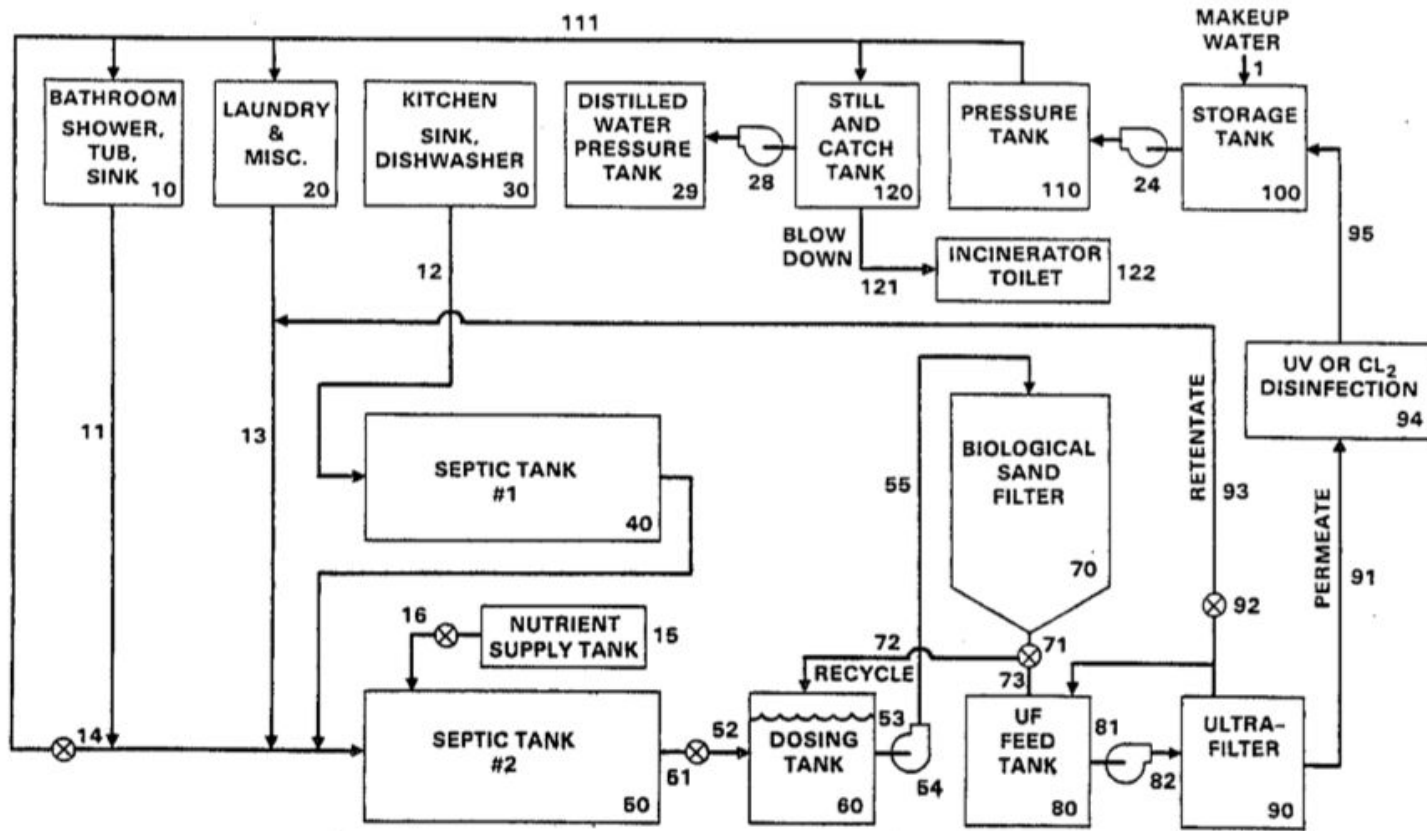 111
MAKEUP
WATER
1
BATHROOM
SHOWER,
TUB,
SINK
10
LAUNDRY
&
MISC.
20
KITCHEN
SINK,
DISHWASHER
30
DISTILLED
WATER
PRESSURE
TANK
29
28
STILL
AND
CATCH
TANK
120
PRESSURE
TANK
110
24
STORAGE
TANK
100
BLOW
DOWN
121
INCINERATOR
TOILET
122
95
12
11
13
SEPTIC TANK
#1
40
55
BIOLOGICAL
SAND
FILTER
70
RETENTATE
93
UV OR CL2
DISINFECTION
94
PERMEATE
91
92
16
NUTRIENT
SUPPLY TANK
15
72
71
RECYCLE
73
14
SEPTIC TANK
#2
50
51
52
53
DOSING
TANK
60
54
UF
FEED
TANK
80
81
82
ULTRA-
FILTER
90